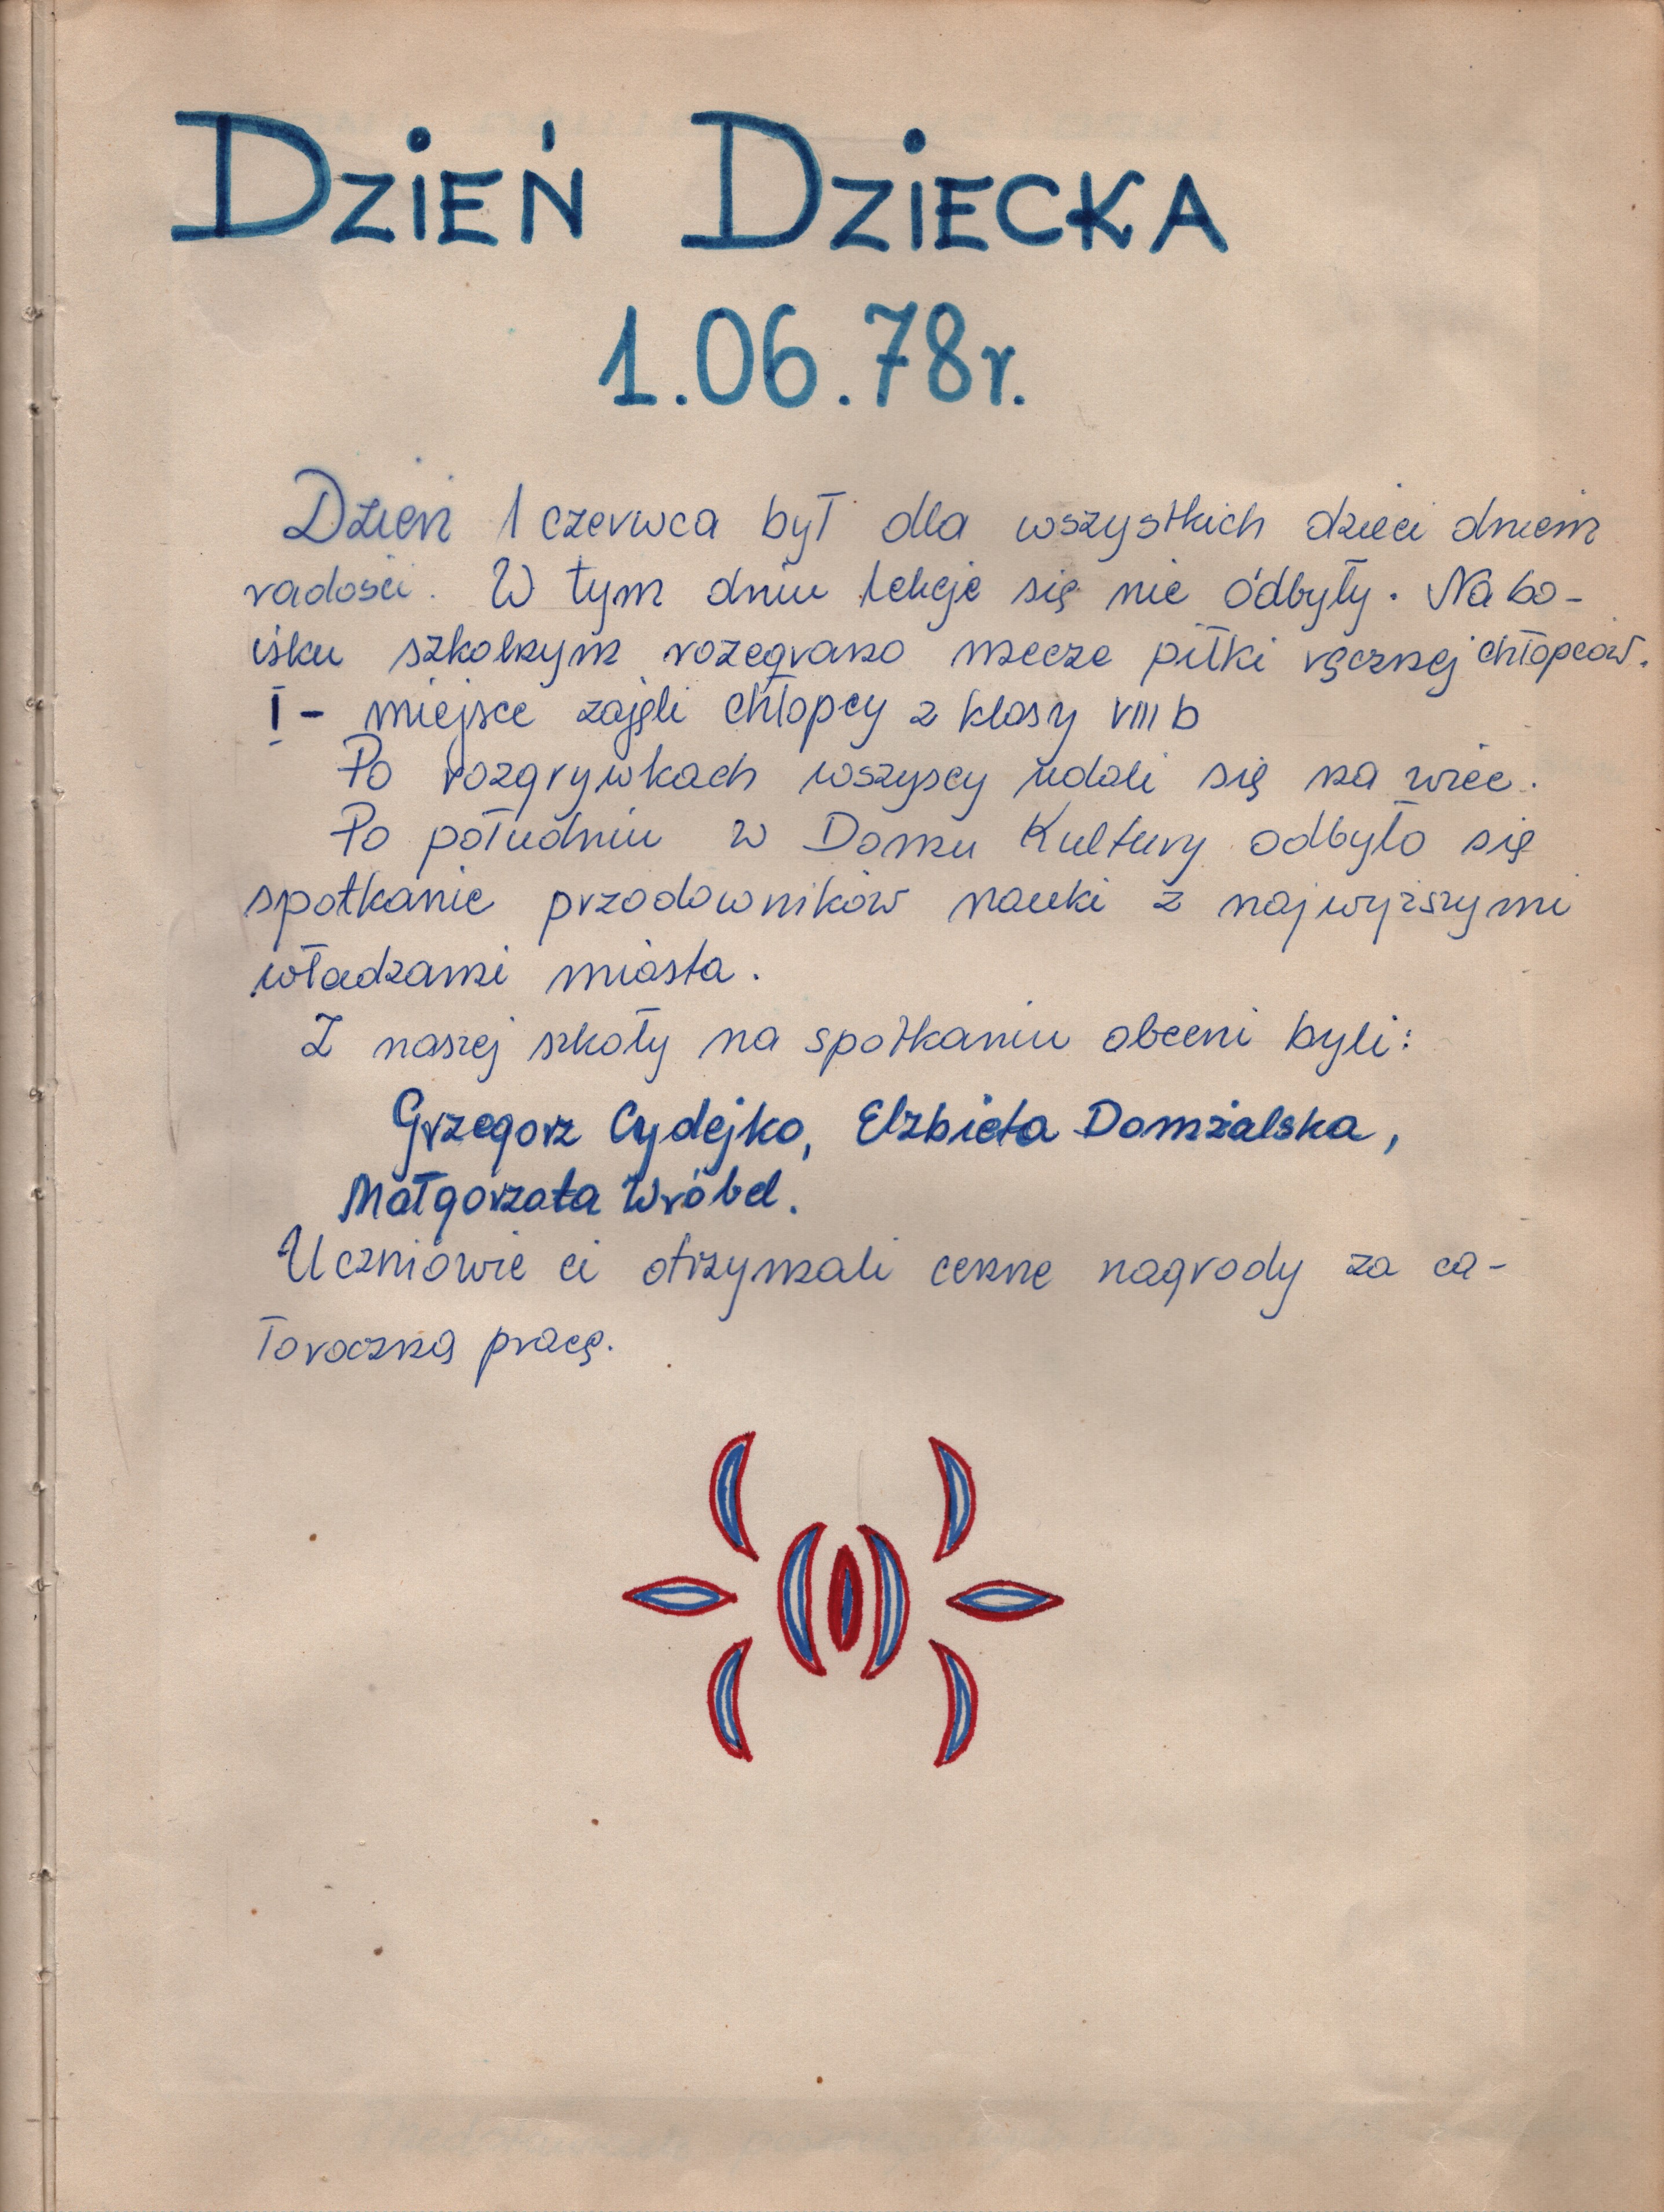 DZIEŃ DZIECKA
1.06.78r.
Dzień 1 czerwca był dla wszystkich dzieci dniem
radości. W tym dniu lekcje się nie odbyły. Na bo-
isku szkolnym rozegrano mecze piłki ręcznej chłopców.
I - miejsce zajęli chłopcy z klasy VIII b
Po rozgrywkach wszyscy udali się na wiec.
Po południu w Domu Kultury odbyło się
spotkanie przodowników nauki z najwyższymi
władzami miasta.
Z naszej szkoły na spotkaniu obecni byli:
Grzegorz Cydejko, Elżbieta Domżalska,
Małgorzata Wróbel.
Uczniowie ci otrzymali cenne nagrody za ca-
łoroczną pracę.